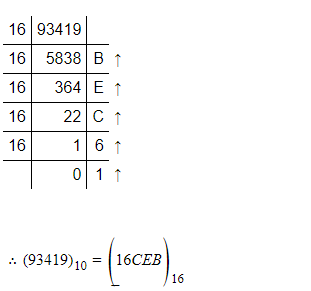 16 93419
16 5838 B ↑
16 364 E ↑
16 22 C ↑
16 1 6 ↑
0 1 ↑
∴ (93419)₁₀ = (16CEB)₁₆